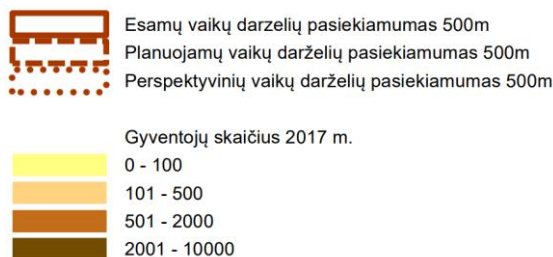 Esamų vaikų darzelių pasiekiamumas 500m
Planuojamų vaikų darželių pasiekiamumas 500m
Perspektyvinių vaikų darželių pasiekiamumas 500m
Gyventojų skaičius 2017 m.
0 - 100
101 - 500
501 - 2000
2001 - 10000